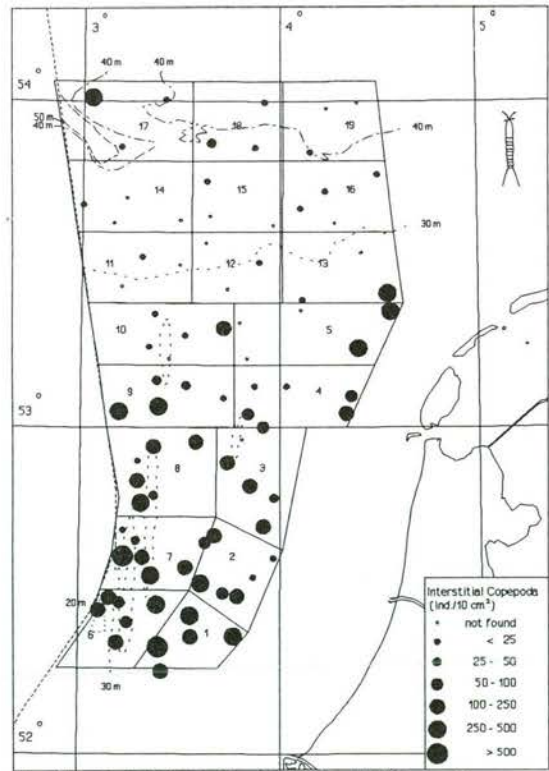 3 4 5
40 m 40 m
54
50 m
40 m
17 18 19 40 m
14 15 16
30 m
11 12 13
10 5
9 4
53
8 3
7 2
20 m
6 1
30 m
52
Interstitial Copepoda
(ind./10 cm²)
not found
< 25
25 - 50
50 - 100
100 - 250
250 - 500
> 500